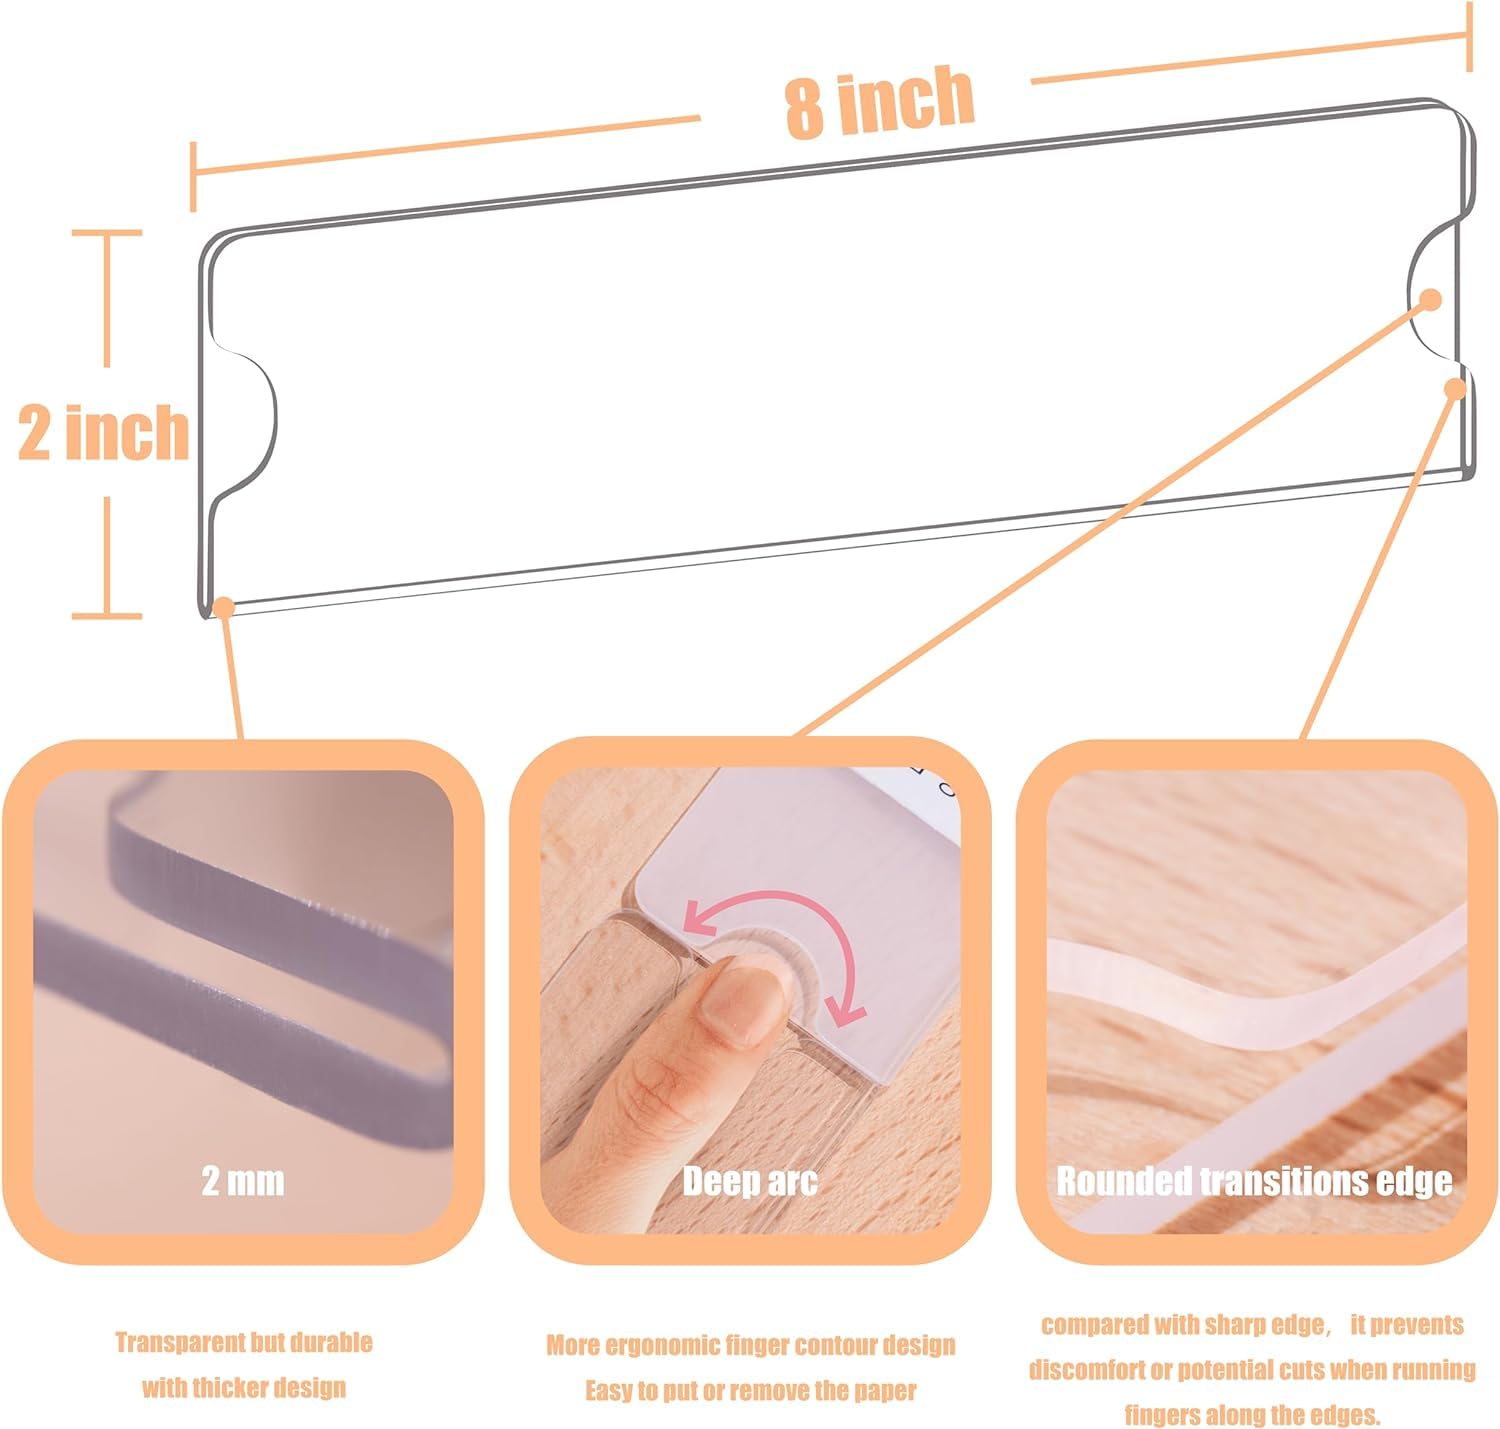 8 inch
2 inch
2 mm
Deep arc
Rounded transitions edge
Transparent but durable
with thicker design
More ergonomic finger contour design
Easy to put or remove the paper
compared with sharp edge, it prevents
discomfort or potential cuts when running
fingers along the edges.